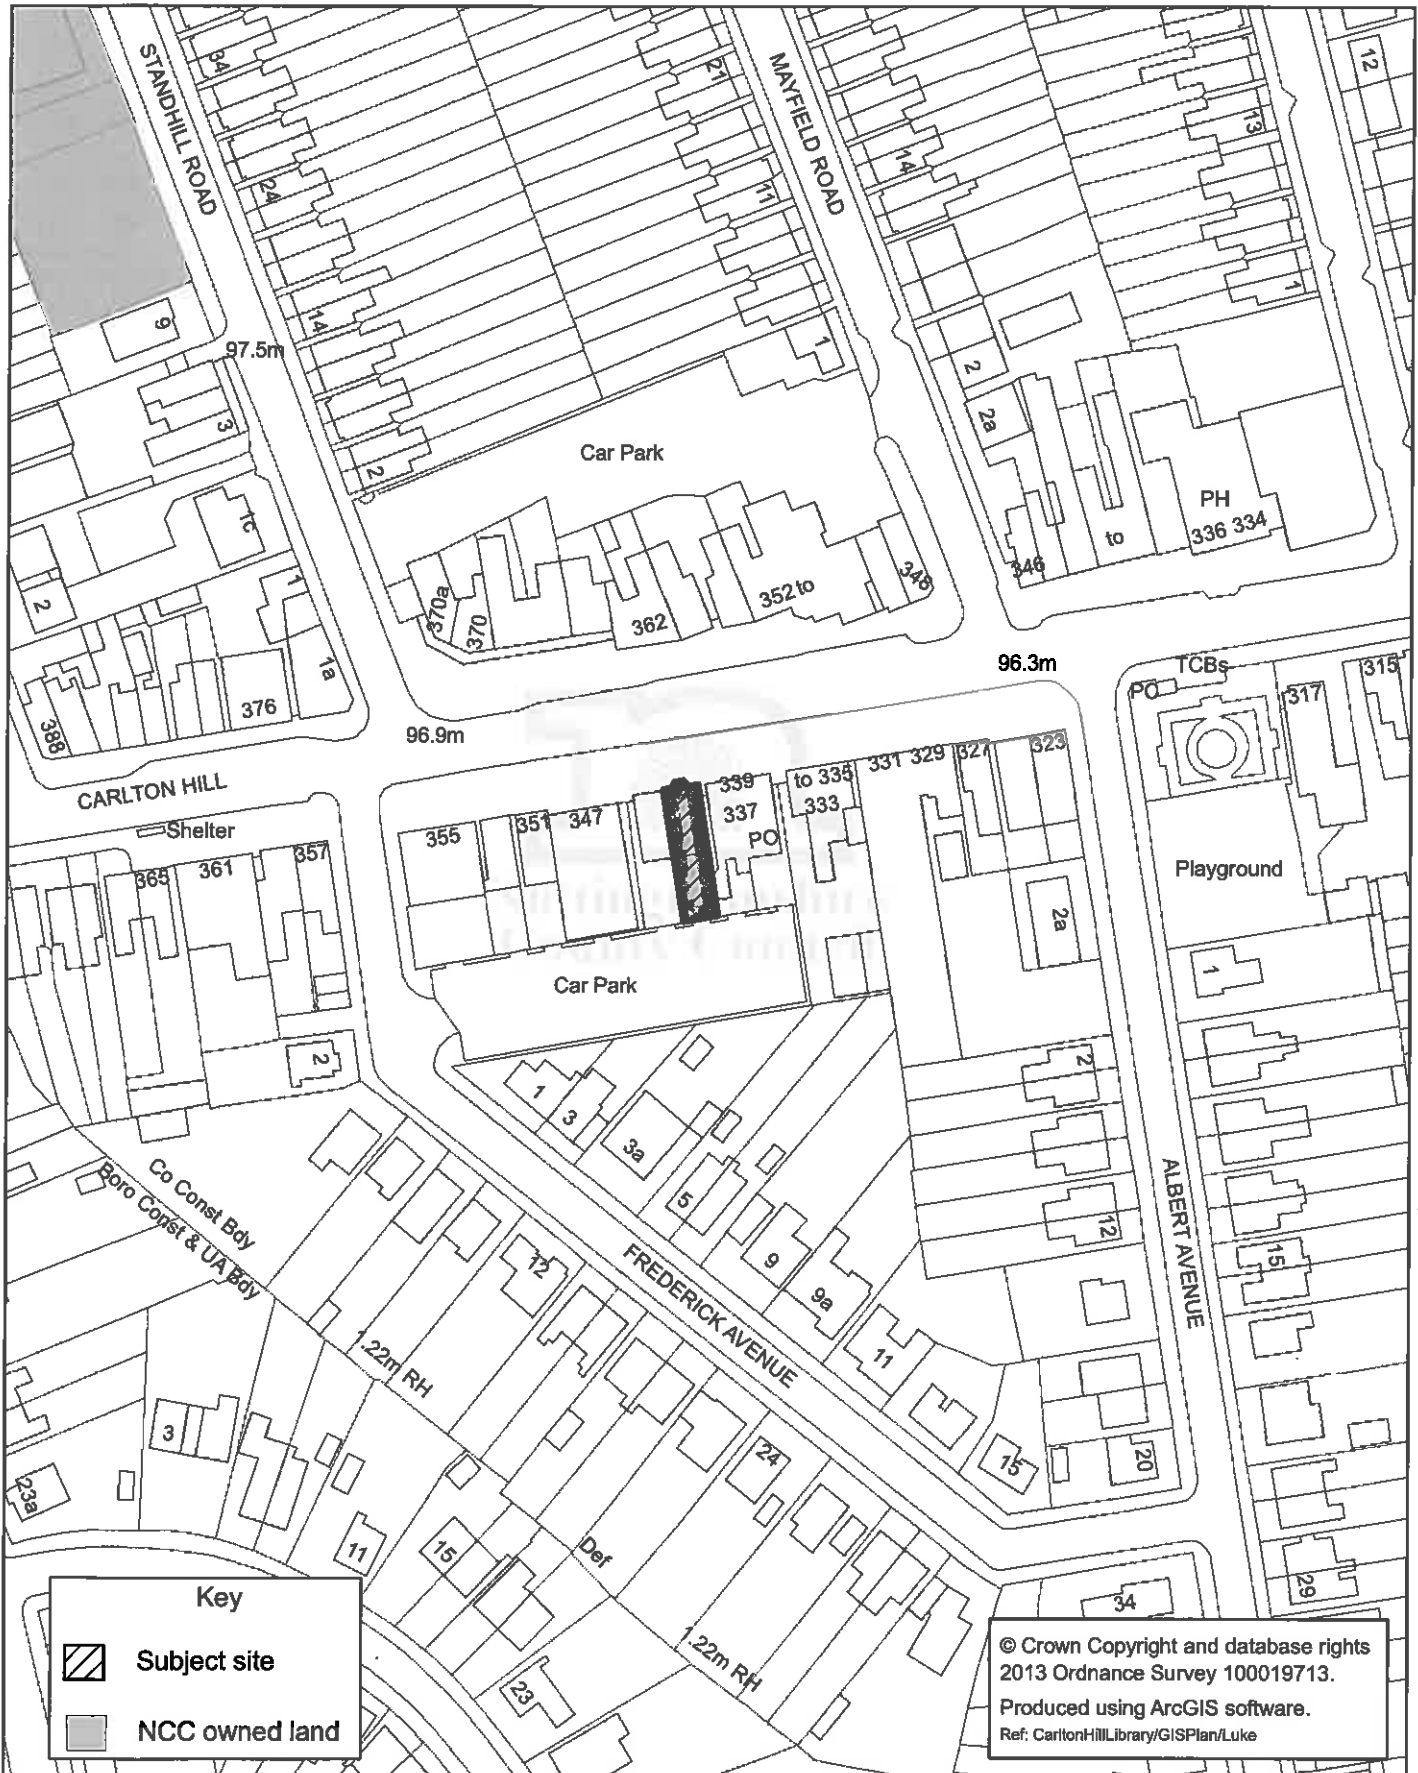 STANDHILL ROAD
34
24
14
2
21
11
1
MAYFIELD ROAD
14
2
2a
13
1
12
9
97.5m
3
1c
1
1a
2
388
376
Car Park
370a
370
362
352 to
348
346
to
PH
336 334
96.3m
96.9m
CARLTON HILL
Shelter
TCBs
PO
317
315
355
351
347
339
337
PO
to 335
333
331
329
327
323
Playground
365
361
357
2
2a
Car Park
1
2
12
ALBERT AVENUE
15
20
29
34
1
3
3a
5
9
9a
11
15
FREDERICK AVENUE
12
24
Co Const Bdy
Boro Const & UA Bdy
1.22m RH
Def
1.22m RH
3
23a
11
15
23
Key
Subject site
NCC owned land
© Crown Copyright and database rights
2013 Ordnance Survey 100019713.
Produced using ArcGIS software.
Ref: CarltonHillLibrary/GISPlan/Luke
Nottinghamshire
County Council